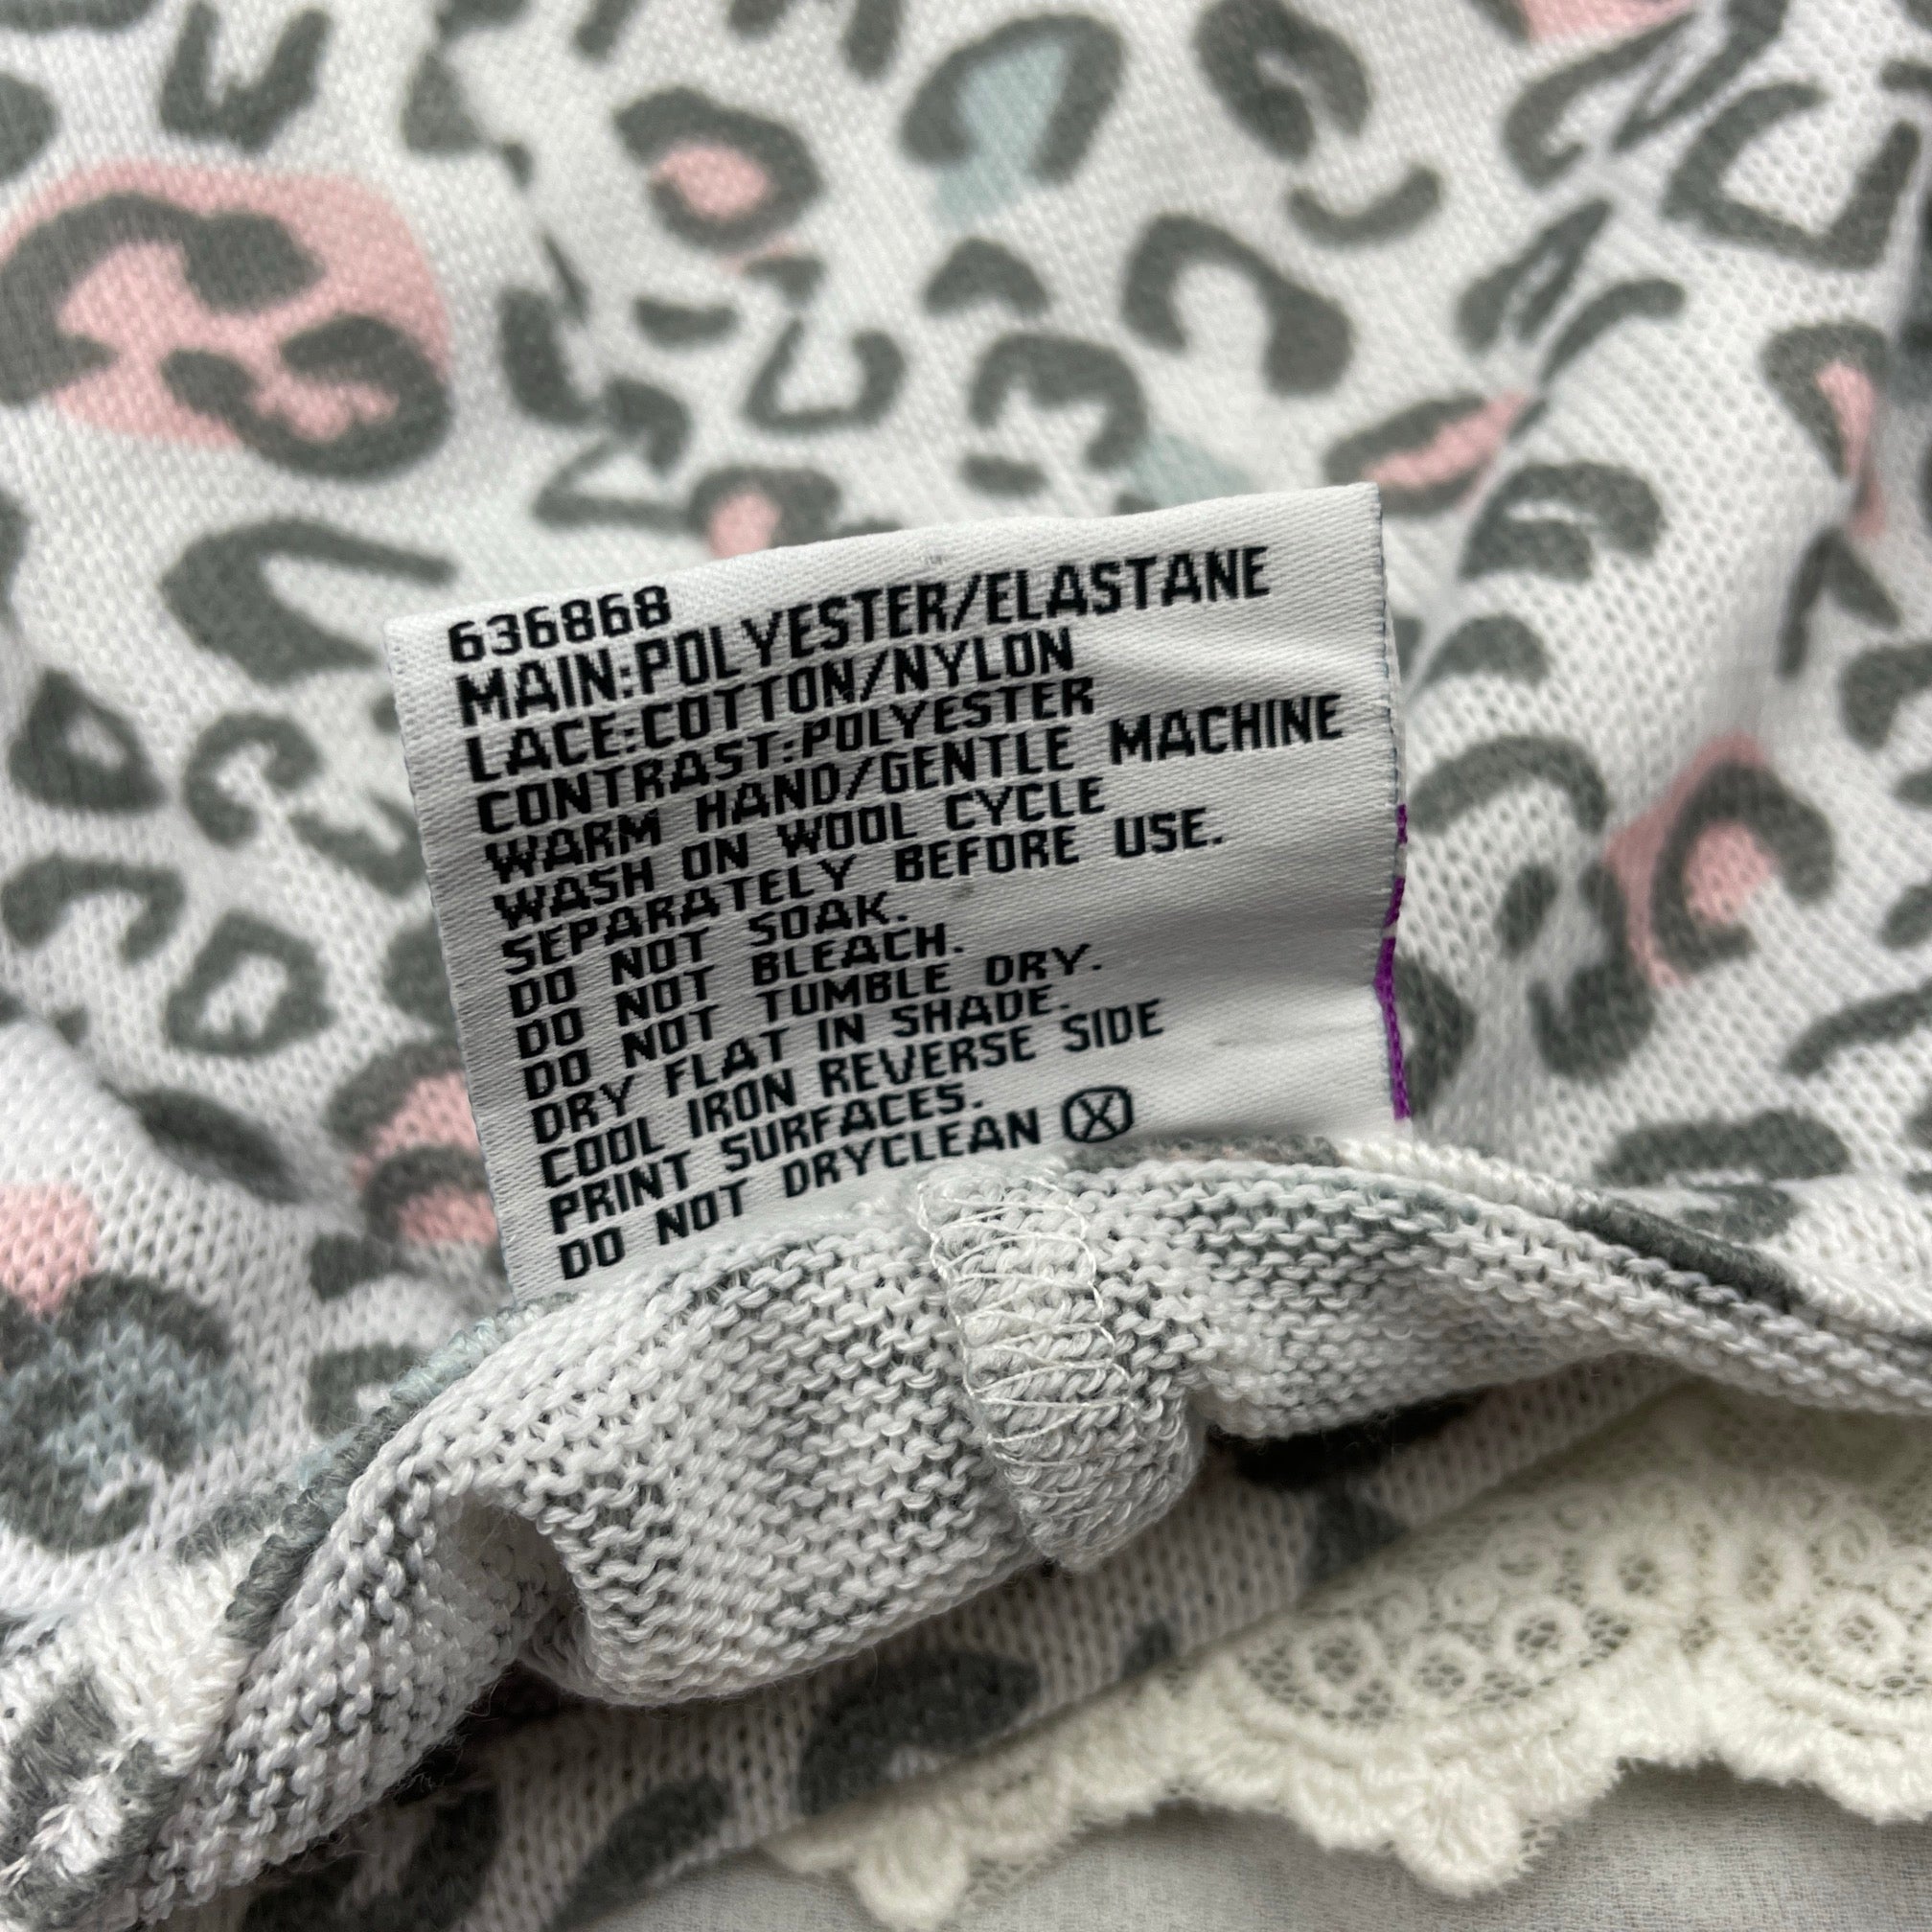 636868
MAIN:POLYESTER/ELASTANE
LACE:COTTON/NYLON
CONTRAST:POLYESTER
WARM HAND/GENTLE MACHINE
WASH ON WOOL CYCLE
SEPARATELY BEFORE USE.
DO NOT SOAK.
DO NOT BLEACH.
DO NOT TUMBLE DRY.
DRY FLAT IN SHADE.
COOL IRON REVERSE SIDE
PRINT SURFACES.
DO NOT DRYCLEAN Ⓧ